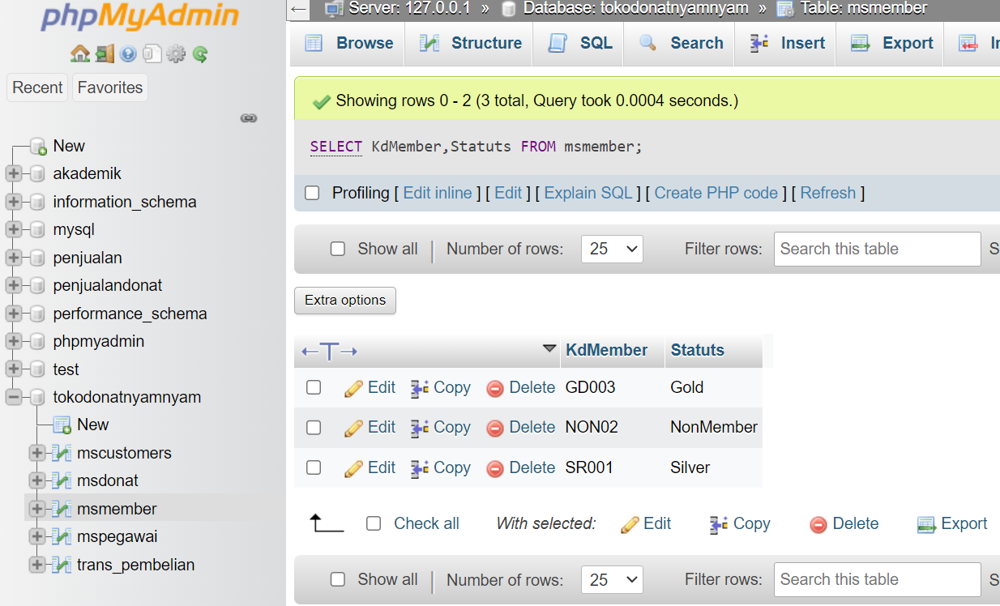 phpMyAdmin
Recent Favorites
New
akademik
information_schema
mysql
penjualan
penjualandonat
performance_schema
phpmyadmin
test
tokodonatnyamnyam
New
mscustomers
msdonat
msmember
mspegawai
trans_pembelian
Server: 127.0.0.1 » Database: tokodonatnyamnyam » Table: msmember
Browse Structure SQL Search Insert Export
Showing rows 0 - 2 (3 total, Query took 0.0004 seconds.)
SELECT KdMember,Statuts FROM msmember;
Profiling [ Edit inline ] [ Edit ] [ Explain SQL ] [ Create PHP code ] [ Refresh ]
Show all | Number of rows: 25 Filter rows: Search this table
Extra options
←T→ KdMember Statuts
Edit Copy Delete GD003 Gold
Edit Copy Delete NON02 NonMember
Edit Copy Delete SR001 Silver
Check all With selected: Edit Copy Delete Export
Show all | Number of rows: 25 Filter rows: Search this table